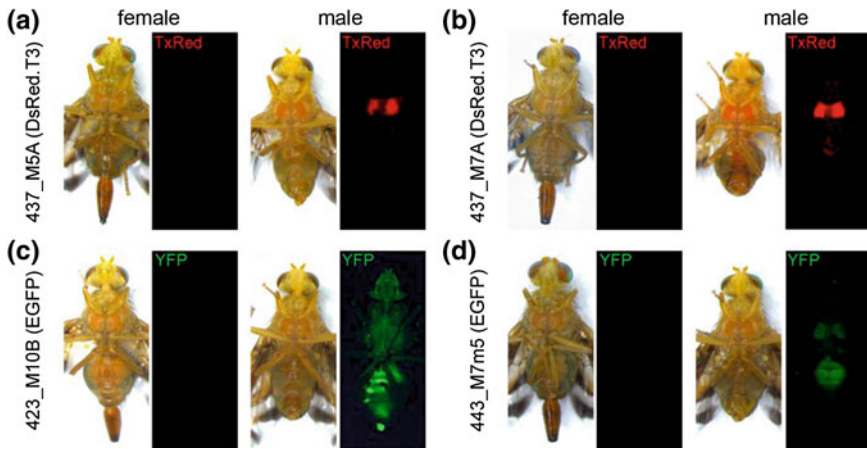 (a)
female
male
(b)
female
male
437_M5A (DsRed.T3)
TxRed
TxRed
437_M7A (DsRed.T3)
TxRed
TxRed
(c)
423_M10B (EGFP)
YFP
YFP
(d)
443_M7m5 (EGFP)
YFP
YFP